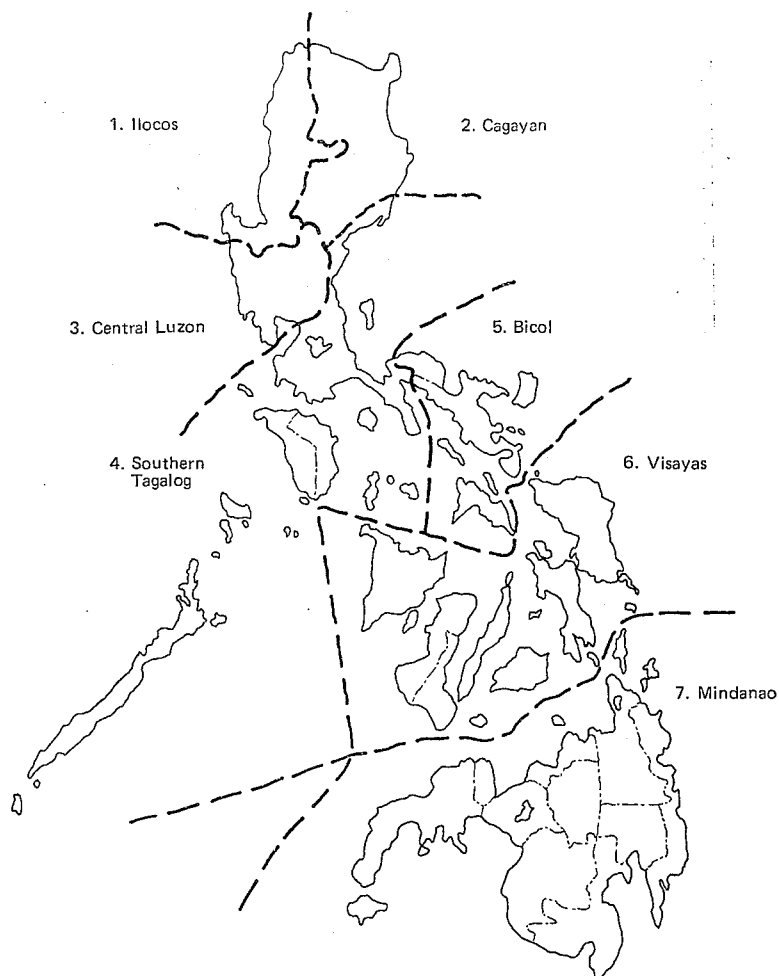 1. Ilocos
2. Cagayan
3. Central Luzon
5. Bicol
4. Southern
Tagalog
6. Visayas
7. Mindanao